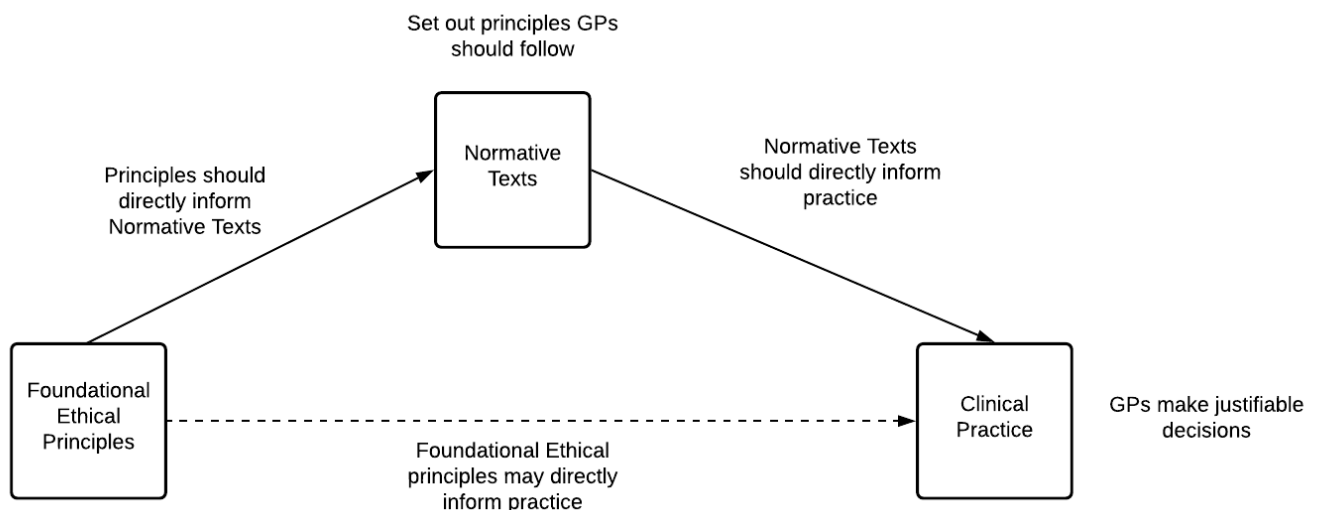 Set out principles GPs
should follow
Normative
Texts
Principles should
directly inform
Normative Texts
Normative Texts
should directly inform
practice
Foundational
Ethical
Principles
Clinical
Practice
GPs make justifiable
decisions
Foundational Ethical
principles may directly
inform practice